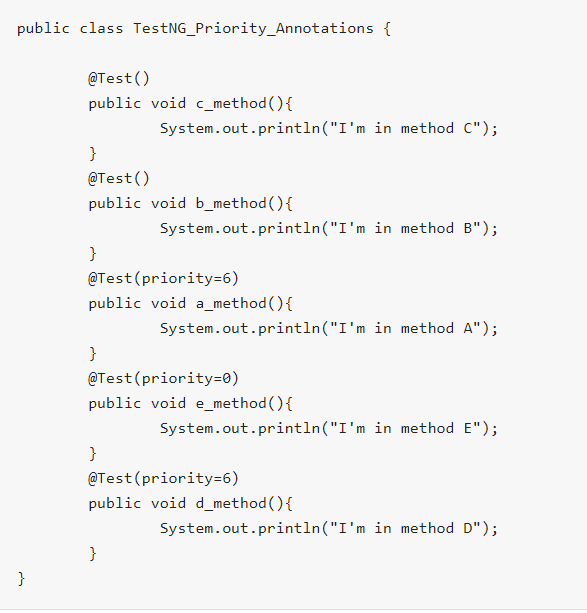 public class TestNG_Priority_Annotations {
@Test()
public void c_method(){
System.out.println("I'm in method C");
}
@Test()
public void b_method(){
System.out.println("I'm in method B");
}
@Test(priority=6)
public void a_method(){
System.out.println("I'm in method A");
}
@Test(priority=0)
public void e_method(){
System.out.println("I'm in method E");
}
@Test(priority=6)
public void d_method(){
System.out.println("I'm in method D");
}
}